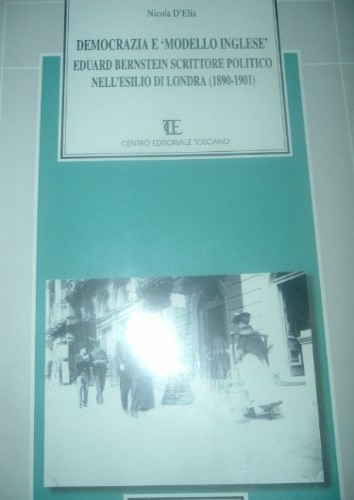 Nicola D'Elia
DEMOCRAZIA E 'MODELLO INGLESE'
EDUARD BERNSTEIN SCRITTORE POLITICO
NELL'ESILIO DI LONDRA (1890-1901)
CENTRO EDITORIALE TOSCANO